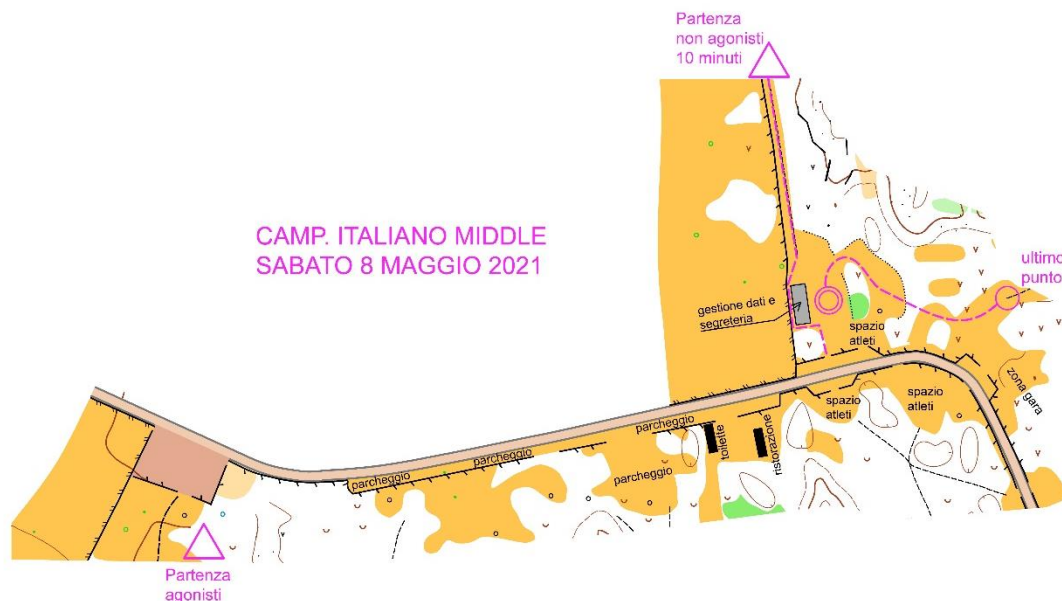 Partenza
non agonisti
10 minuti
CAMP. ITALIANO MIDDLE
SABATO 8 MAGGIO 2021
ultimo
punto
gestione dati e
segreteria
spazio
atleti
zona gara
spazio
atleti
spazio
atleti
parcheggio
toilette
ristorazione
parcheggio
parcheggio
parcheggio
Partenza
agonisti